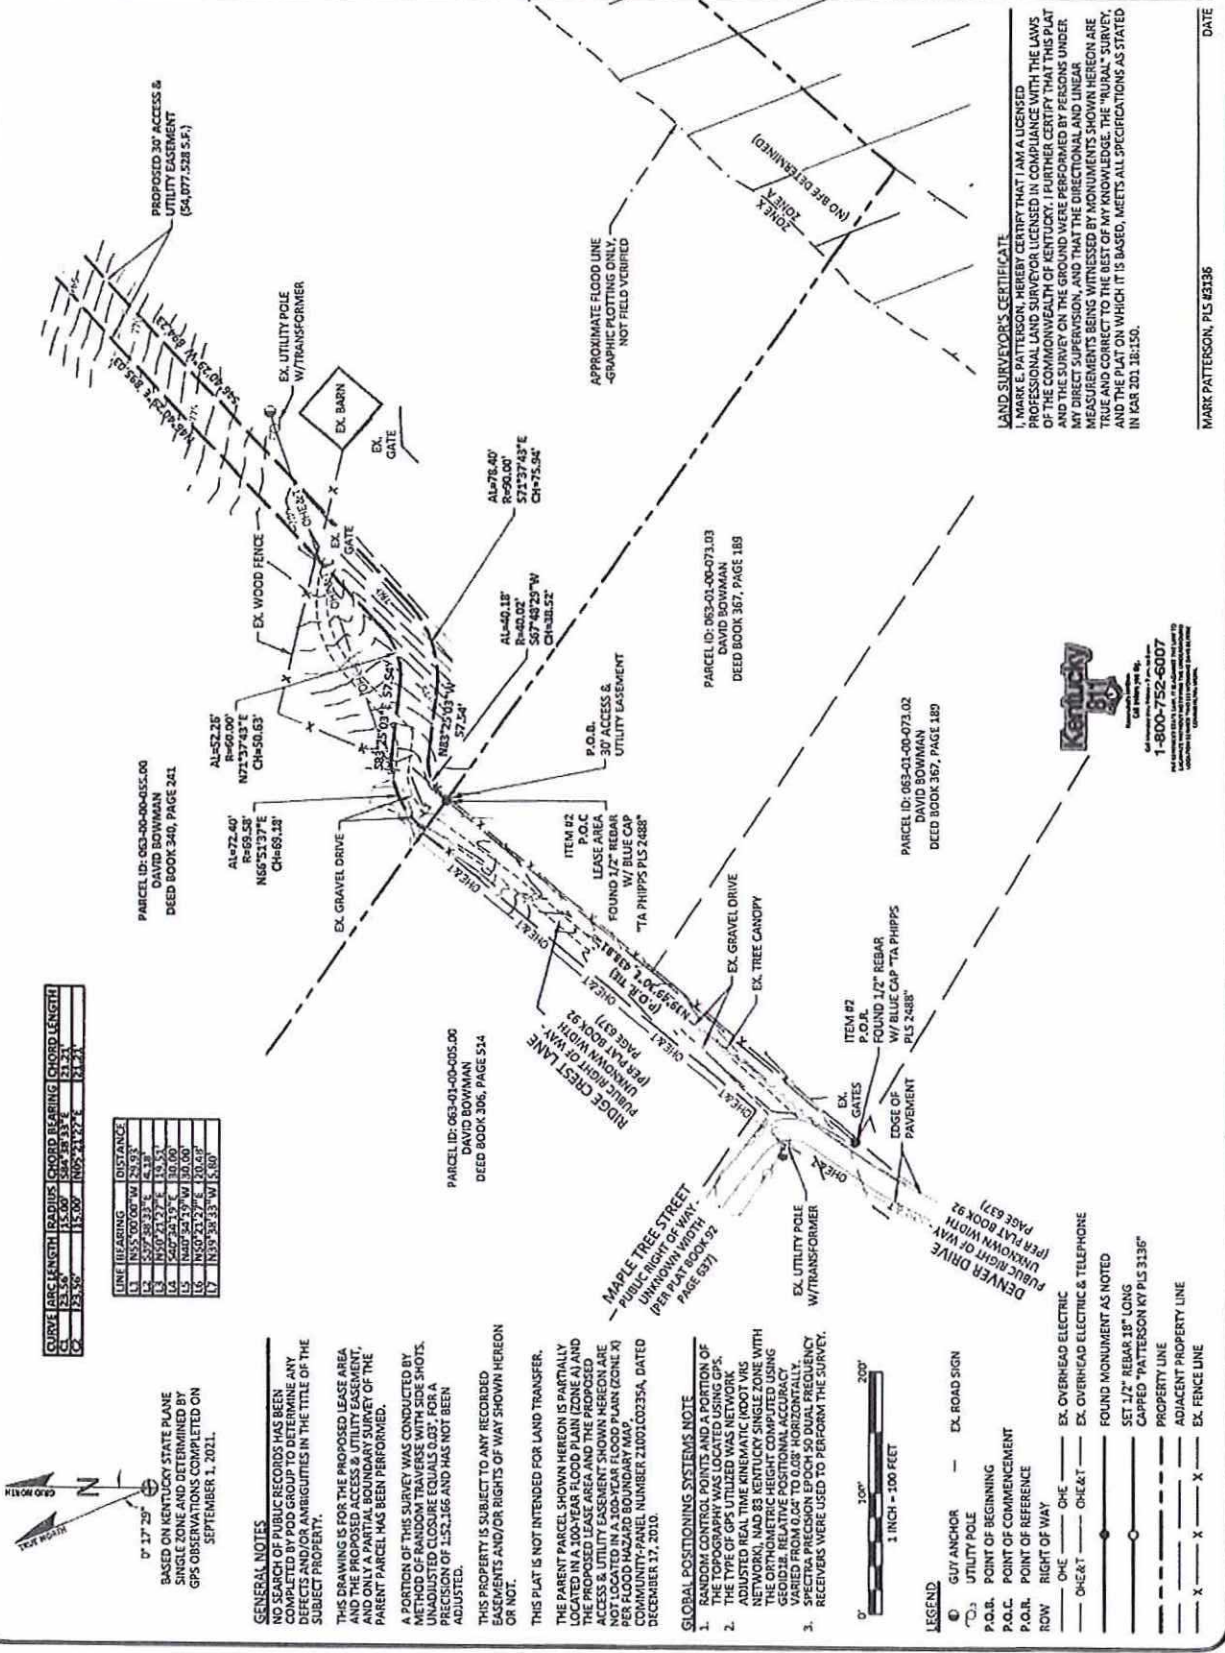 GRID NORTH
TRUE NORTH
N
0° 17' 29"
BASED ON KENTUCKY STATE PLANE
SINGLE ZONE AND DETERMINED BY
GPS OBSERVATIONS COMPLETED ON
SEPTEMBER 1, 2021.
CURVE ARC LENGTH RADIUS CHORD BEARING CHORD LENGTH
C1 23.56' 15.00' S84°38'33"E 21.21'
C2 23.56' 15.00' N05°21'27"E 21.21'
LINE BEARING DISTANCE
L1 N55°00'00"W 29.93'
L2 S39°38'33"E 4.18'
L3 N50°21'27"E
L4 S40°34'19"E 30.00'
L5 N40°34'19"W 30.00'
L6 N50°21'27"E 20.48'
L7 N39°38'33"W 5.80'
GENERAL NOTES
NO SEARCH OF PUBLIC RECORDS HAS BEEN
COMPLETED BY POD GROUP TO DETERMINE ANY
DEFECTS AND/OR AMBIGUITIES IN THE TITLE OF THE
SUBJECT PROPERTY.
THIS DRAWING IS FOR THE PROPOSED LEASE AREA
AND THE PROPOSED ACCESS & UTILITY EASEMENT,
AND ONLY A PARTIAL BOUNDARY SURVEY OF THE
PARENT PARCEL HAS BEEN PERFORMED.
A PORTION OF THIS SURVEY WAS CONDUCTED BY
METHOD OF RANDOM TRAVERSE WITH SIDE SHOTS.
UNADJUSTED CLOSURE EQUALS 0.03', FOR A
PRECISION OF 1:52,166 AND HAS NOT BEEN
ADJUSTED.
THIS PROPERTY IS SUBJECT TO ANY RECORDED
EASEMENTS AND/OR RIGHTS OF WAY SHOWN HEREON
OR NOT.
THIS PLAT IS NOT INTENDED FOR LAND TRANSFER.
THE PARENT PARCEL SHOWN HEREON IS PARTIALLY
LOCATED IN A 100-YEAR FLOOD PLAIN (ZONE A) AND
THE PROPOSED LEASE AREA AND THE PROPOSED
ACCESS & UTILITY EASEMENT SHOWN HEREON ARE
NOT LOCATED IN A 100-YEAR FLOOD PLAIN (ZONE X)
PER FLOOD HAZARD BOUNDARY MAP,
COMMUNITY-PANEL NUMBER 21001C0235A, DATED
DECEMBER 17, 2010.
GLOBAL POSITIONING SYSTEMS NOTE
1. RANDOM CONTROL POINTS AND A PORTION OF
THE TOPOGRAPHY WAS LOCATED USING GPS.
2. THE TYPE OF GPS UTILIZED WAS NETWORK
ADJUSTED REAL TIME KINEMATIC (KDOT VRS
NETWORK), NAD 83 KENTUCKY SINGLE ZONE WITH
THE ORTHOMETRIC HEIGHT COMPUTED USING
GEOID12B. RELATIVE POSITIONAL ACCURACY
VARIED FROM 0.04' TO 0.08' HORIZONTALLY.
3. SPECTRA PRECISION EPOCH 50 DUAL FREQUENCY
RECEIVERS WERE USED TO PERFORM THE SURVEY.
0' 100' 200'
1 INCH = 100 FEET
LEGEND
GUY ANCHOR
EX. ROAD SIGN
UTILITY POLE
P.O.B. POINT OF BEGINNING
P.O.C. POINT OF COMMENCEMENT
P.O.R. POINT OF REFERENCE
ROW RIGHT OF WAY
OHE OHE EX. OVERHEAD ELECTRIC
OHE&T OHE&T EX. OVERHEAD ELECTRIC & TELEPHONE
FOUND MONUMENT AS NOTED
SET 1/2" REBAR 18" LONG
CAPPED "PATTERSON KY PLS 3136"
PROPERTY LINE
ADJACENT PROPERTY LINE
X X X EX. FENCE LINE
PARCEL ID: 063-00-00-055.00
DAVID BOWMAN
DEED BOOK 340, PAGE 241
AL=72.40'
R=69.58'
N56°51'37"E
CH=69.18'
AL=52.26'
R=60.00'
N71°37'43"E
CH=50.63'
EX. GRAVEL DRIVE
EX. WOOD FENCE
PROPOSED 30' ACCESS &
UTILITY EASEMENT
(54,077.528 S.F.)
N46°40'29"E 895.03'
S46°40'29"W 894.23'
EX. UTILITY POLE
W/TRANSFORMER
EX. BARN
EX.
GATE
EX.
GATE
S83°25'03"E 57.54'
N83°25'03"W
57.54'
AL=78.40'
R=90.00'
S71°37'43"E
CH=75.94'
AL=40.18'
R=40.02'
S67°48'29"W
CH=38.52'
P.O.B.
30' ACCESS &
UTILITY EASEMENT
ITEM #2
P.O.C
LEASE AREA
FOUND 1/2" REBAR
W/ BLUE CAP
"TA PHIPPS PLS 2488"
APPROXIMATE FLOOD LINE
-GRAPHIC PLOTTING ONLY,
NOT FIELD VERIFIED
ZONE X
ZONE A
(NO BFE DETERMINED)
PARCEL ID: 063-01-00-073.03
DAVID BOWMAN
DEED BOOK 367, PAGE 189
PARCEL ID: 063-01-00-073.02
DAVID BOWMAN
DEED BOOK 367, PAGE 189
PARCEL ID: 063-01-00-005.00
DAVID BOWMAN
DEED BOOK 306, PAGE 514
RIDGE CREST LANE
PUBLIC RIGHT OF WAY -
UNKNOWN WIDTH
(PER PLAT BOOK 92
PAGE 637)
N39°49'30"E 436.81'
(P.O.R. TIE)
OHE&T
OHE&T
OHE&T
OHE&T
OHE&T
OHE&T
EX. GRAVEL DRIVE
EX. TREE CANOPY
ITEM #2
P.O.R.
FOUND 1/2" REBAR
W/ BLUE CAP "TA PHIPPS
PLS 2488"
EX.
GATES
EDGE OF
PAVEMENT
MAPLE TREE STREET
PUBLIC RIGHT OF WAY -
UNKNOWN WIDTH
(PER PLAT BOOK 92
PAGE 637)
EX. UTILITY POLE
W/TRANSFORMER
DENVER DRIVE
PUBLIC RIGHT OF WAY -
UNKNOWN WIDTH
(PER PLAT BOOK 92
PAGE 637)
Kentucky
811
1-800-752-6007
LAND SURVEYOR'S CERTIFICATE
I, MARK E. PATTERSON, HEREBY CERTIFY THAT I AM A LICENSED
PROFESSIONAL LAND SURVEYOR LICENSED IN COMPLIANCE WITH THE LAWS
OF THE COMMONWEALTH OF KENTUCKY. I FURTHER CERTIFY THAT THIS PLAT
AND THE SURVEY ON THE GROUND WERE PERFORMED BY PERSONS UNDER
MY DIRECT SUPERVISION, AND THAT THE DIRECTIONAL AND LINEAR
MEASUREMENTS BEING WITNESSED BY MONUMENTS SHOWN HEREON ARE
TRUE AND CORRECT TO THE BEST OF MY KNOWLEDGE. THE "RURAL" SURVEY,
AND THE PLAT ON WHICH IT IS BASED, MEETS ALL SPECIFICATIONS AS STATED
IN KAR 201 18:150.
MARK PATTERSON, PLS #3136
DATE